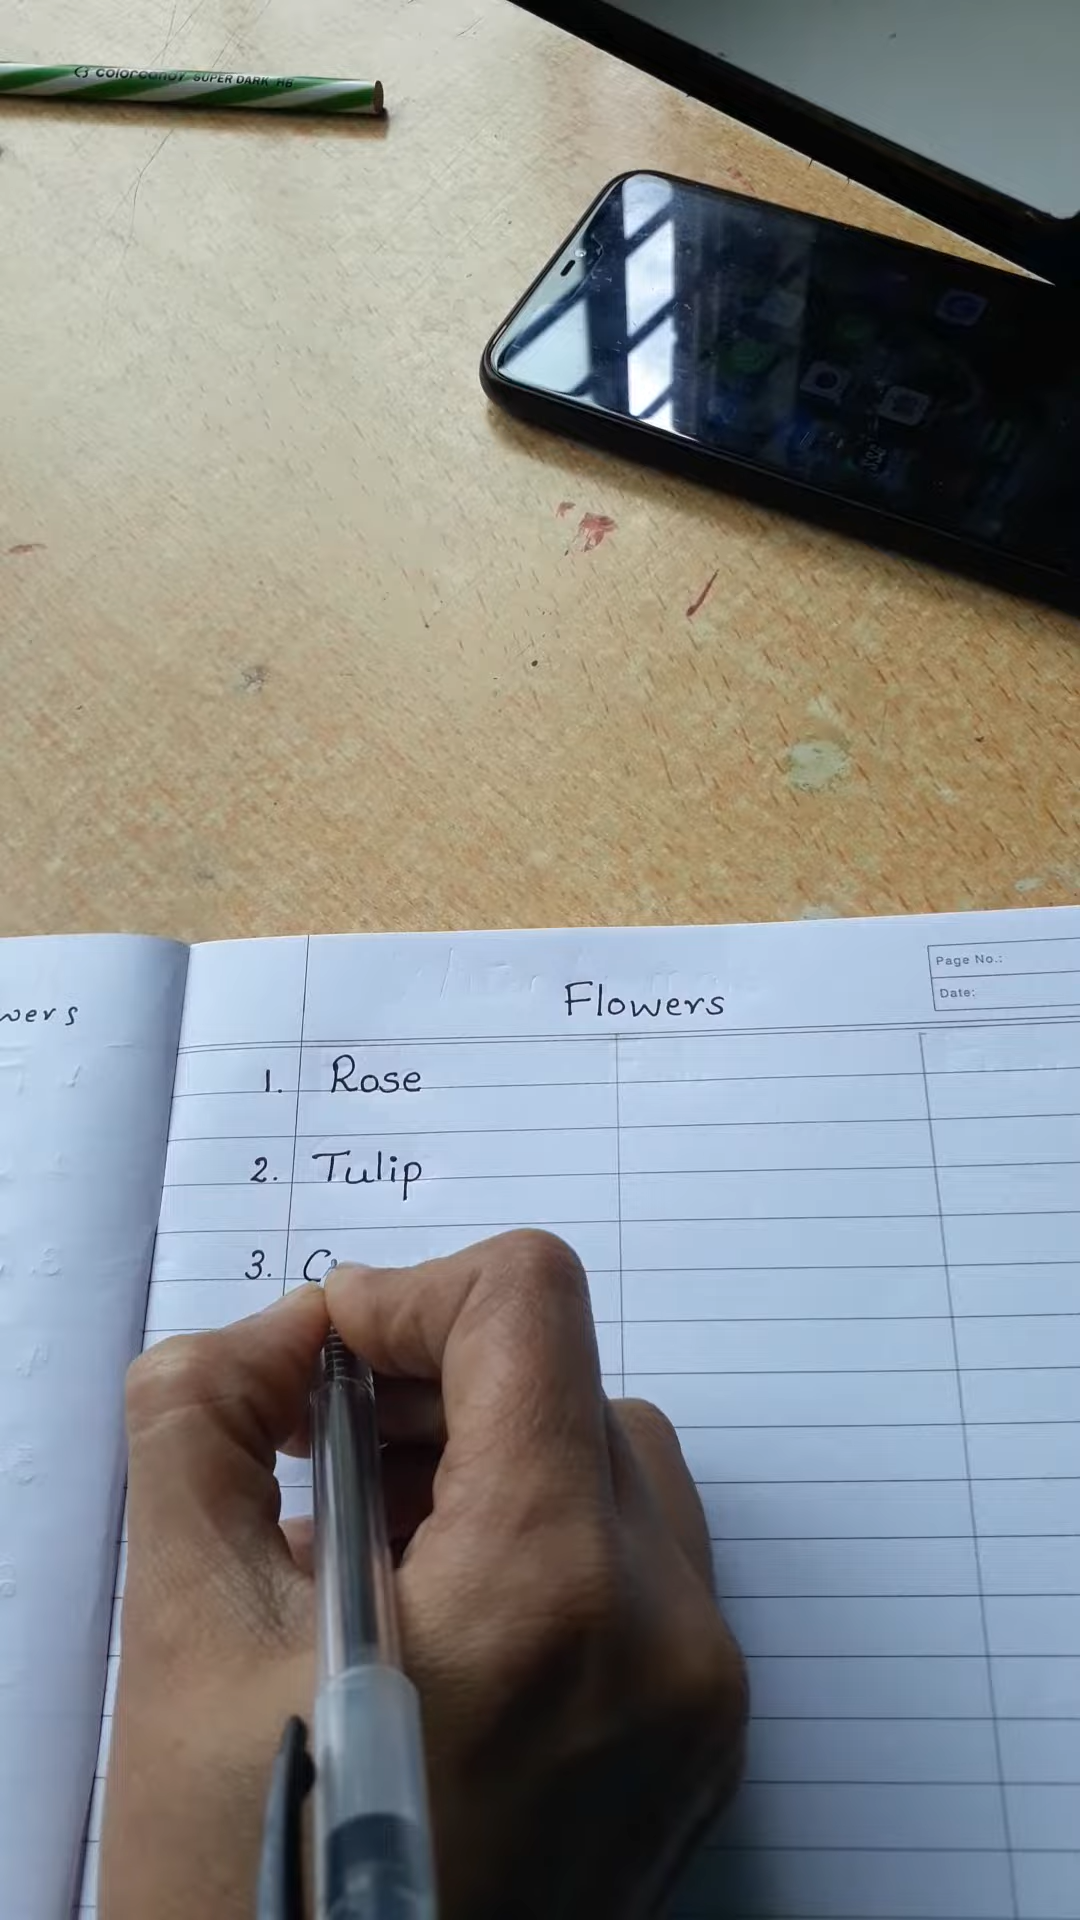 colorcandy SUPER DARK HB
wers
Page No.:
Date:
Flowers
1. Rose
2. Tulip
3. C